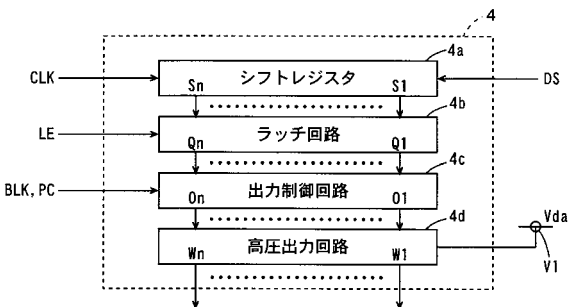 4
4a
CLK
シフトレジスタ
DS
Sn
S1
4b
LE
ラッチ回路
Qn
Q1
4c
BLK, PC
出力制御回路
On
O1
4d
高圧出力回路
Vda
Wn
W1
V1